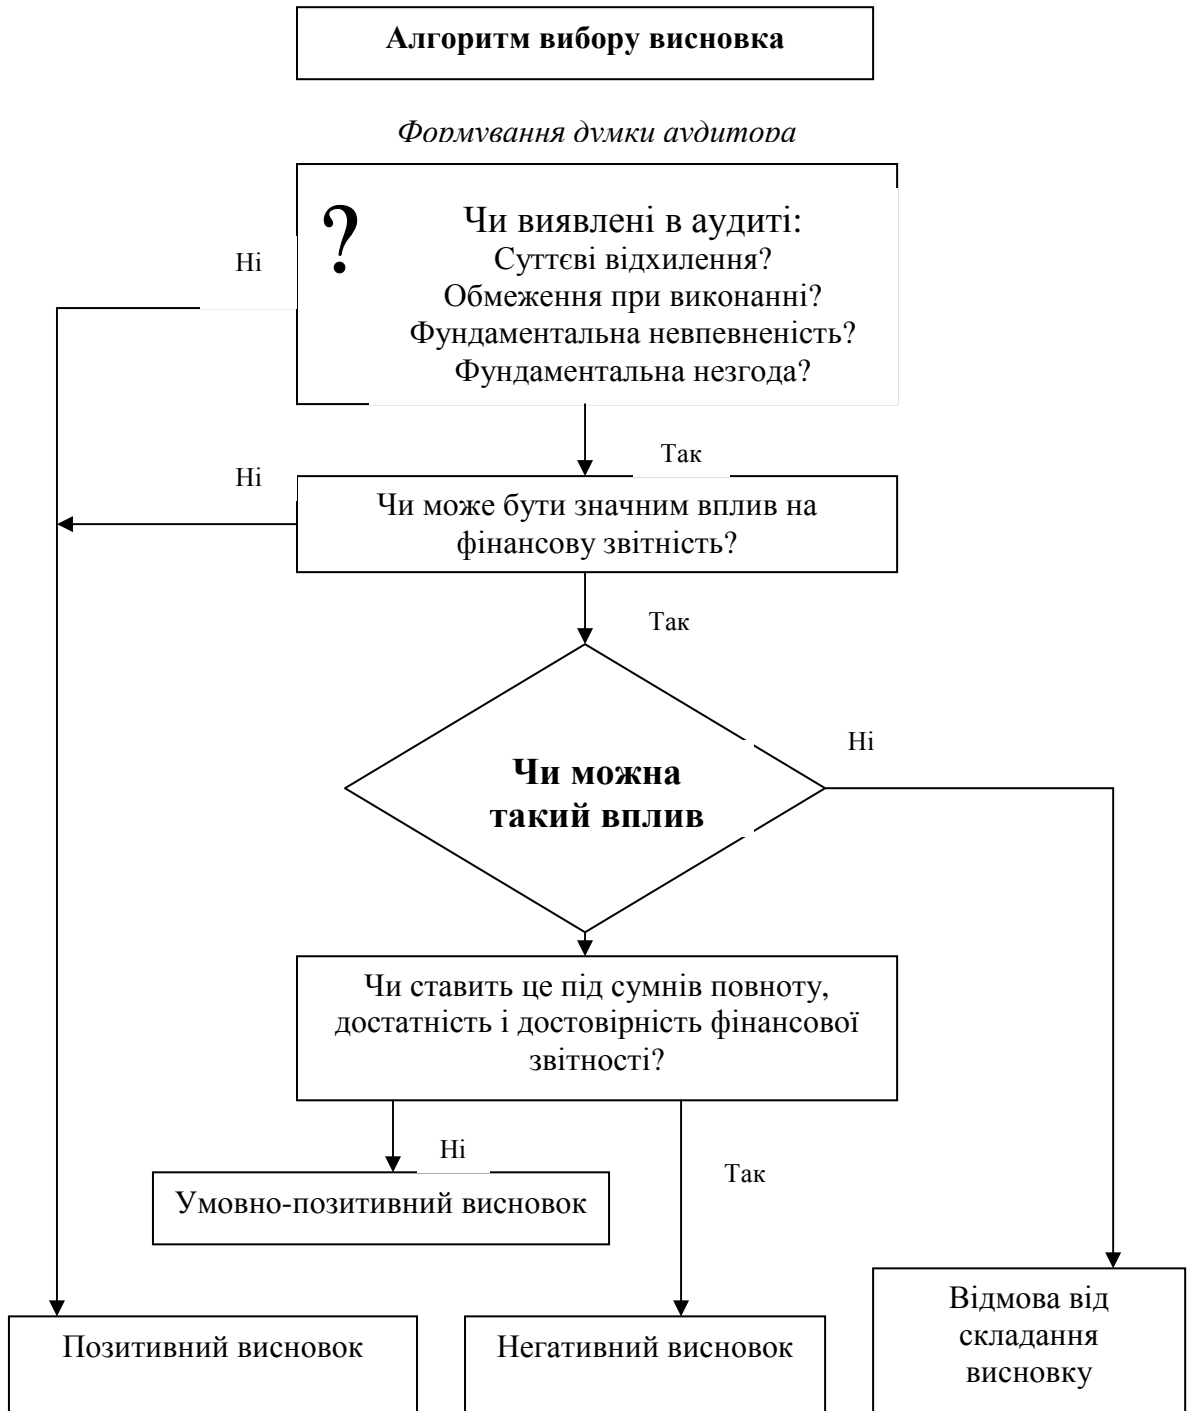 Алгоритм вибору висновка
Формування думки аудитора
?
Чи виявлені в аудиті:
Суттєві відхилення?
Ні
Обмеження при виконанні?
Фундаментальна невпевненість?
Фундаментальна незгода?
Так
Ні
Чи може бути значним вплив на
фінансову звітність?
Так
Ні
Чи можна
такий вплив
Чи ставить це під сумнів повноту,
достатність і достовірність фінансової
звітності?
Ні
Так
Умовно-позитивний висновок
Позитивний висновок
Негативний висновок
Відмова від
складання
висновку